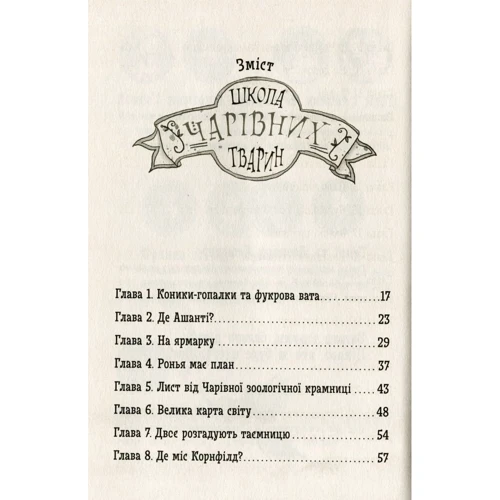 Зміст
ШКОЛА
ЧАРІВНИХ
ТВАРИН
Глава 1. Коники-гопалки та фукрова вата.............17
Глава 2. Де Ашанті?.............23
Глава 3. На ярмарку.............29
Глава 4. Ронья має план.............37
Глава 5. Лист від Чарівної зоологічної крамниці.....43
Глава 6. Велика карта світу.............48
Глава 7. Двоє розгадують таємницю.............54
Глава 8. Де міс Корнфілд?.............57